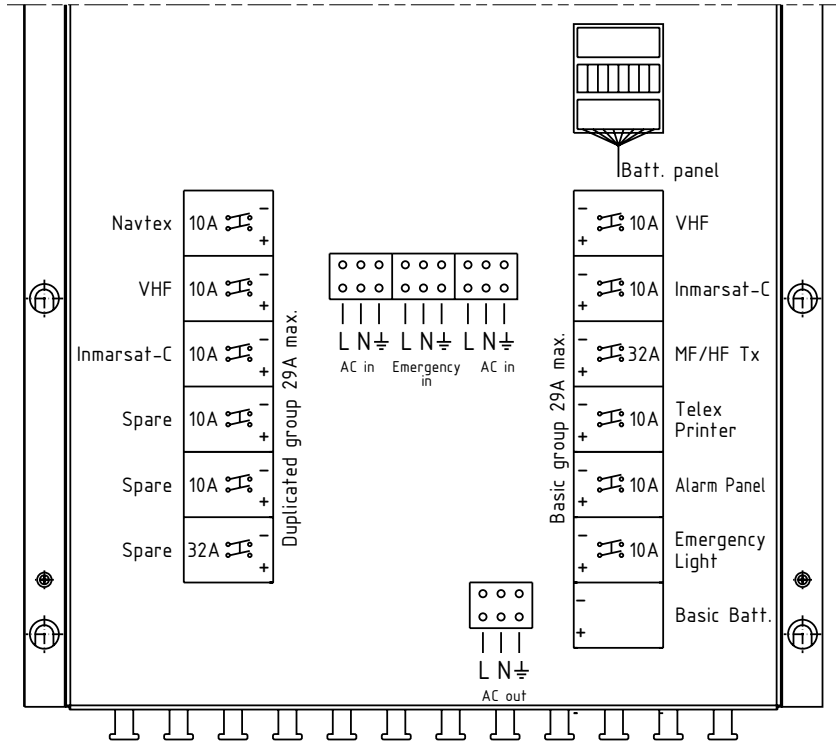 Batt. panel
Navtex 10A - +
VHF 10A - +
Inmarsat-C 10A - +
Spare 10A - +
Spare 10A - +
Spare 32A - +
Duplicated group 29A max.
L N L N L N
AC in Emergency in AC in
Basic group 29A max.
- + 10A VHF
- + 10A Inmarsat-C
- + 32A MF/HF Tx
- + 10A Telex
Printer
- + 10A Alarm Panel
- + 10A Emergency
Light
- + Basic Batt.
L N
AC out